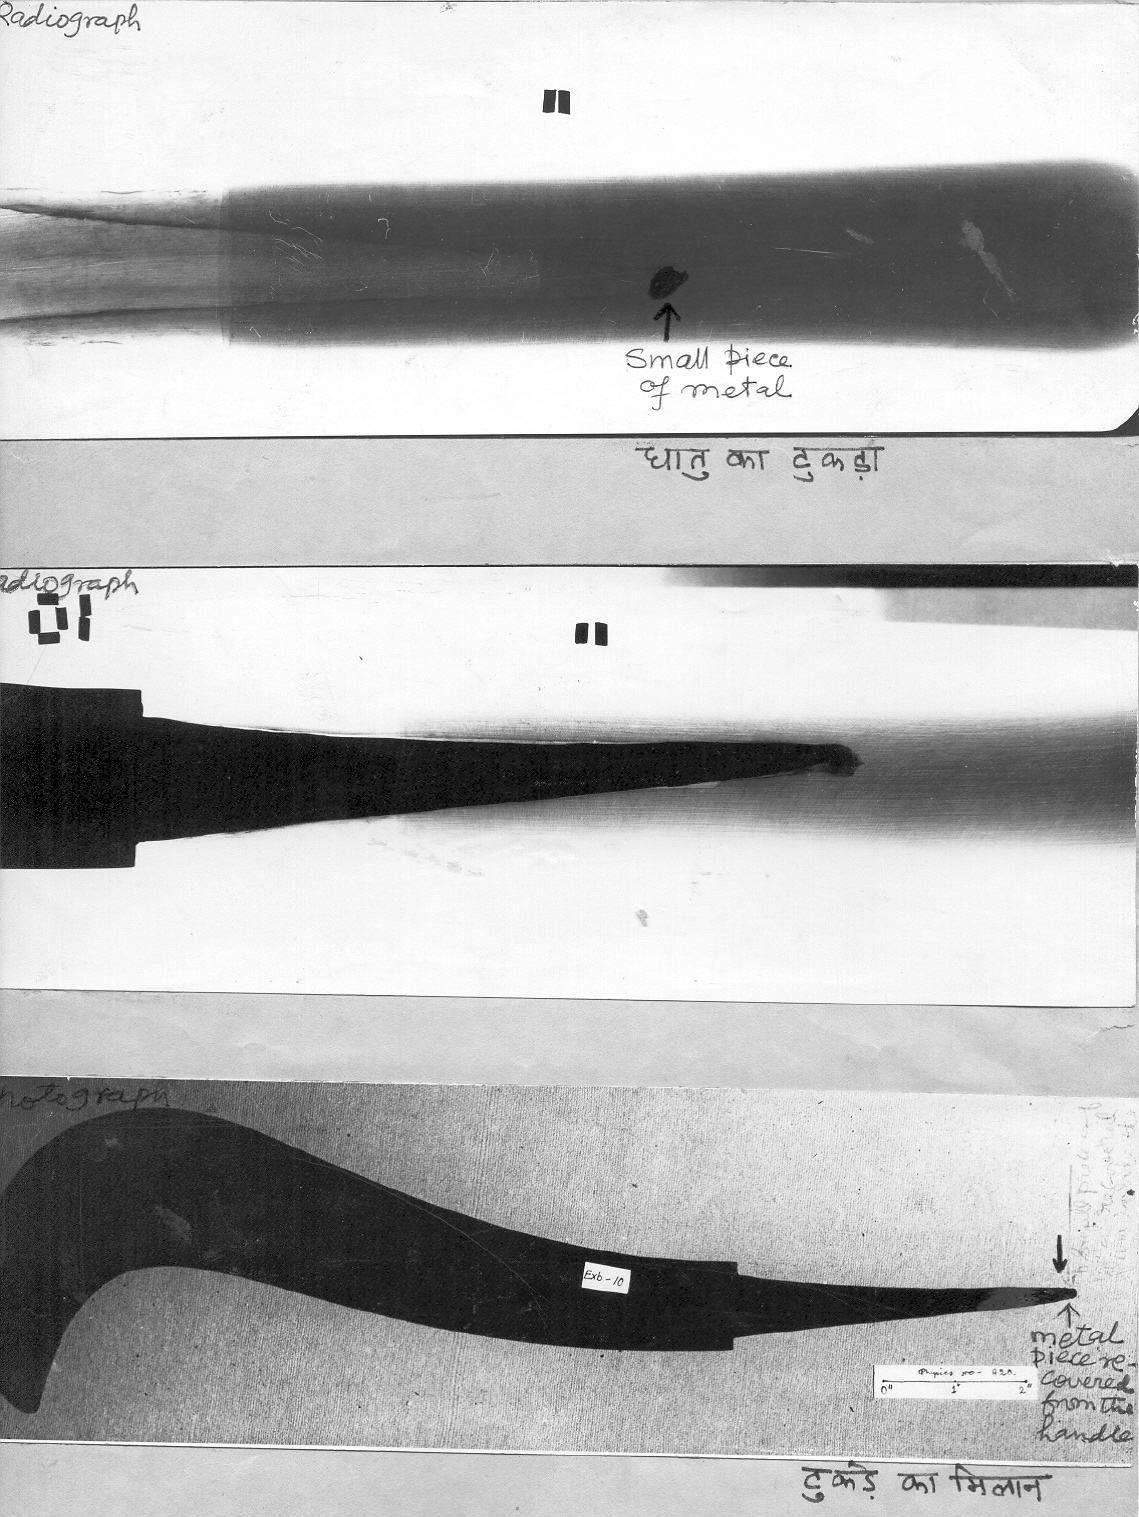 Radiograph
Small piece
of metal
धातु का टुकड़ा
adiograph
hotograph
Exb-10
metal
piece re-
covered
from the
handle
0" 1" 2"
टुकड़े का मिलान